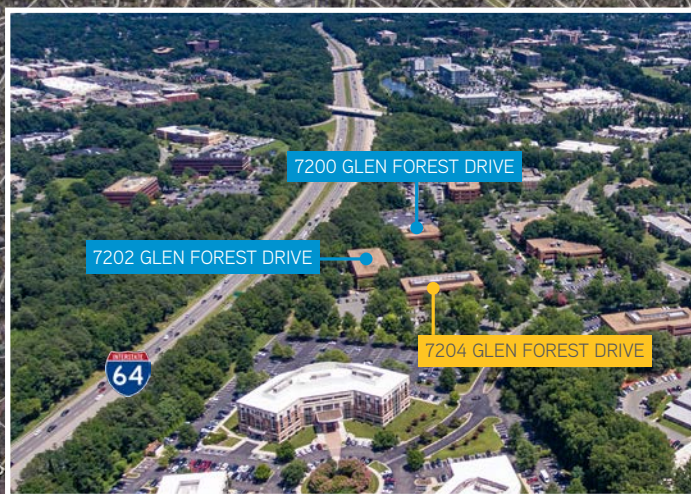 7200 GLEN FOREST DRIVE
7202 GLEN FOREST DRIVE
7204 GLEN FOREST DRIVE
INTERSTATE
64